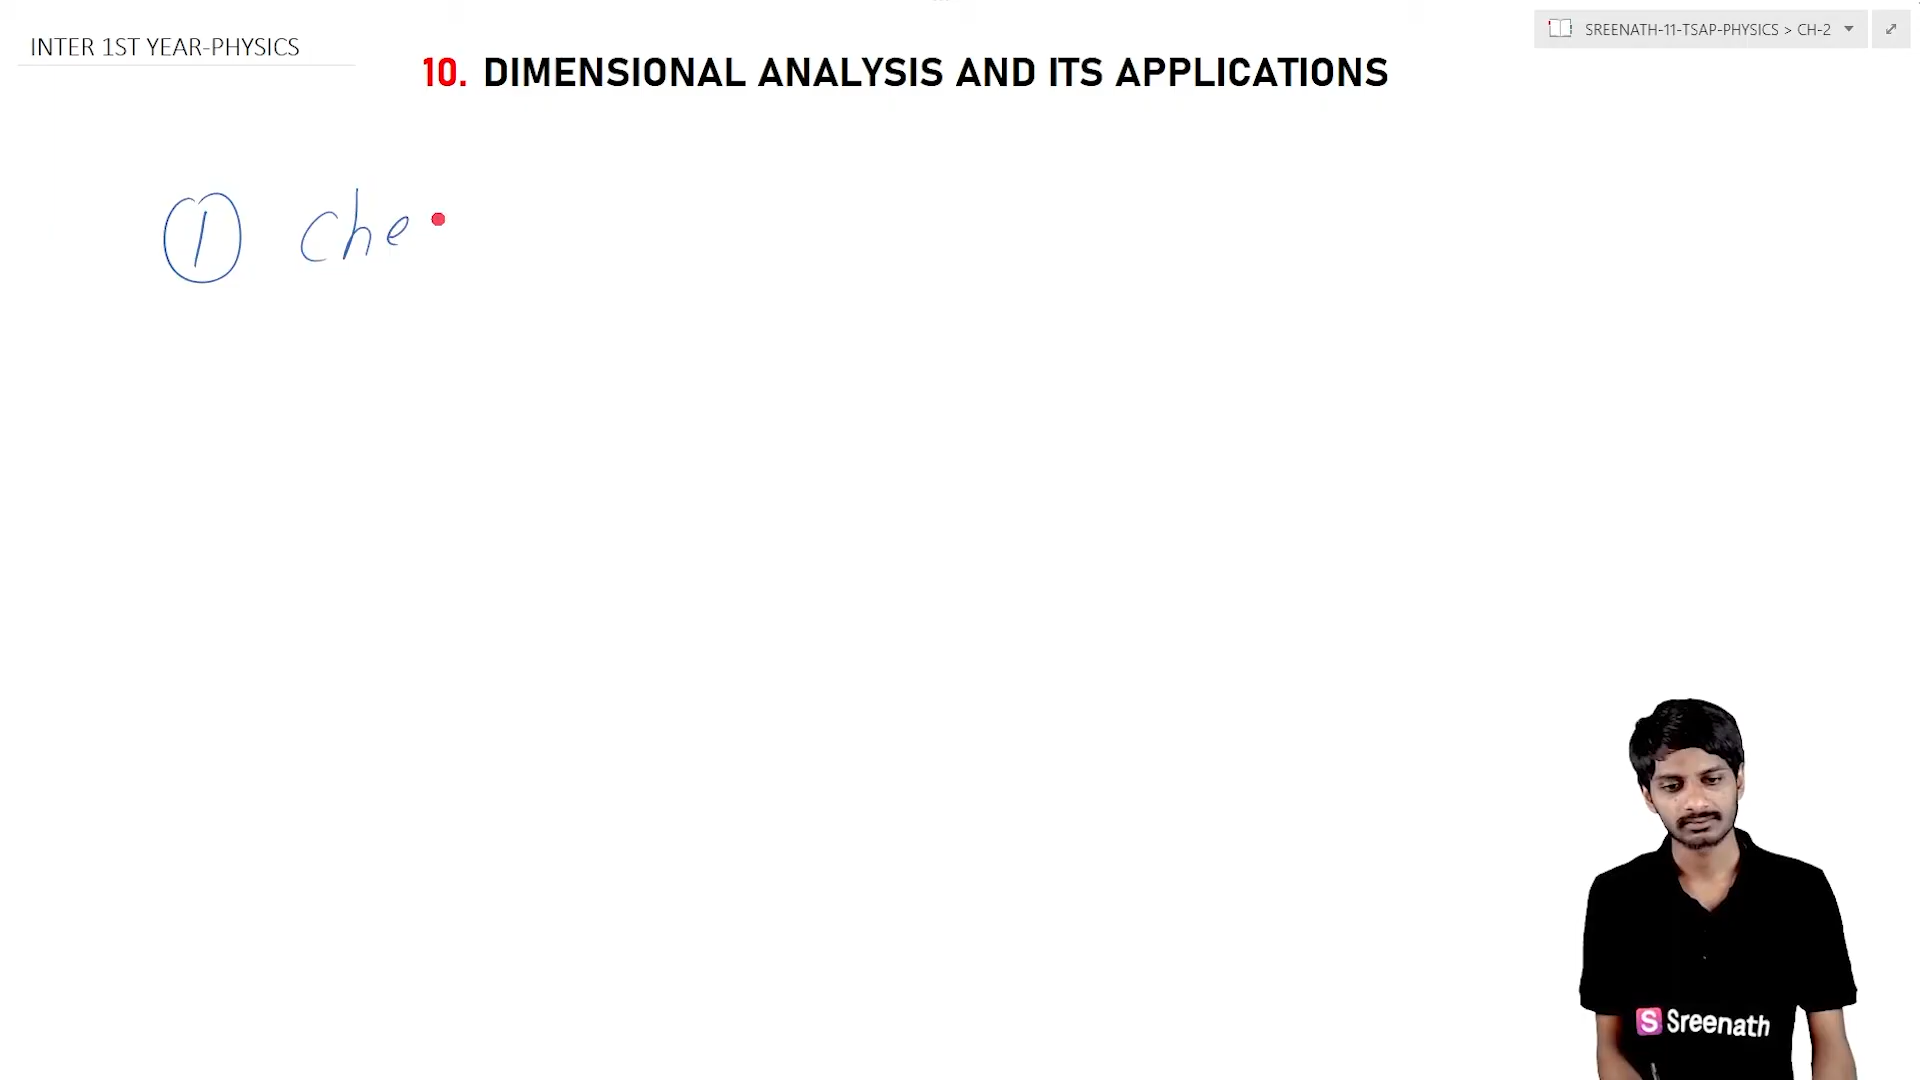 INTER 1ST YEAR-PHYSICS
SREENATH-11-TSAP-PHYSICS > CH-2
10. DIMENSIONAL ANALYSIS AND ITS APPLICATIONS
① Che
S Sreenath